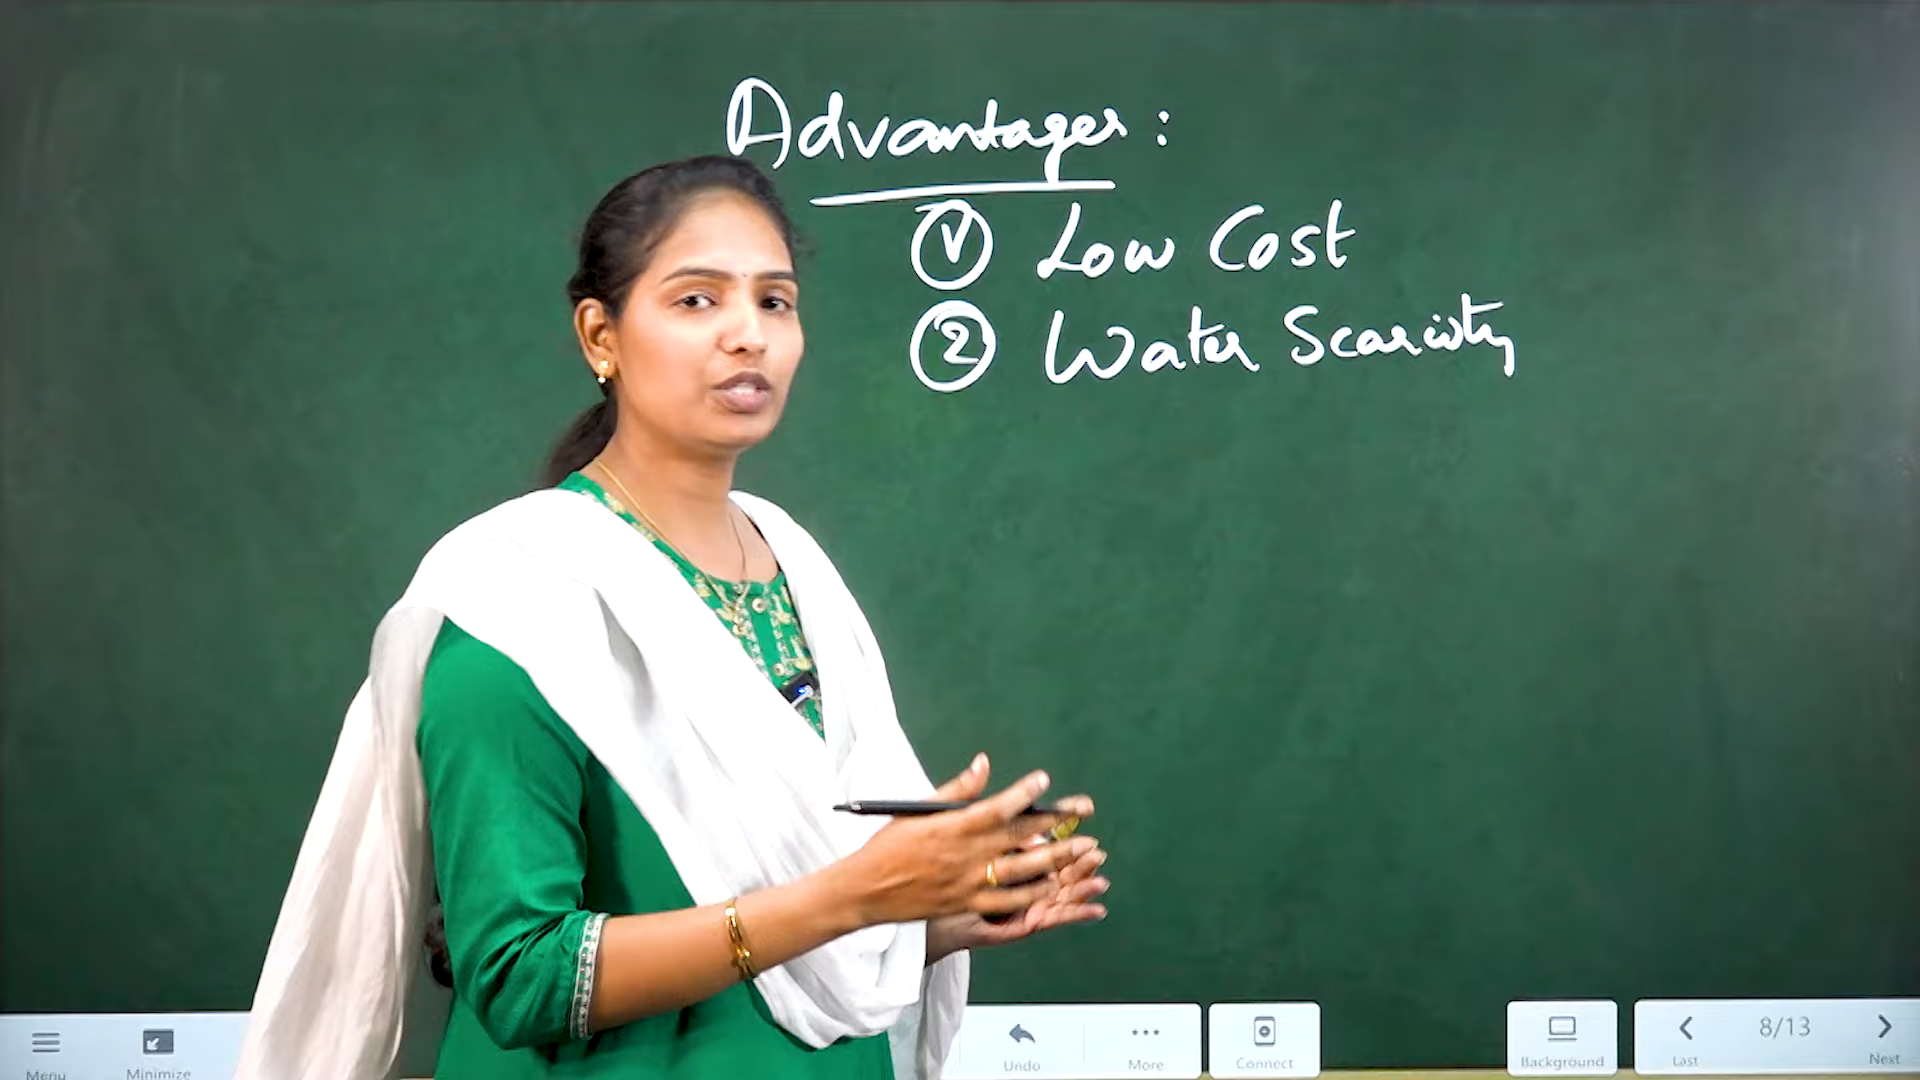 Advantages :
① Low Cost
② Water Scarcity
Menu
Minimize
Undo
More
Connect
Background
Last
8/13
Next